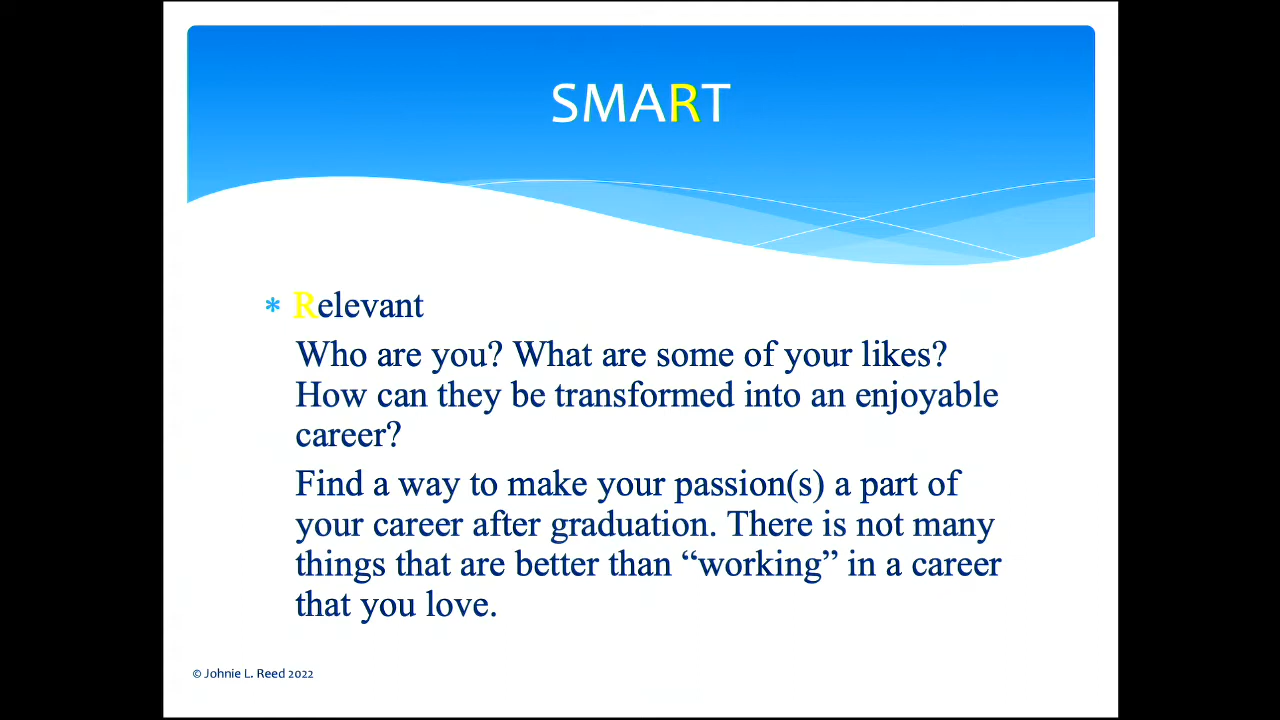 SMART
* Relevant
Who are you? What are some of your likes?
How can they be transformed into an enjoyable
career?
Find a way to make your passion(s) a part of
your career after graduation. There is not many
things that are better than “working” in a career
that you love.
© Johnie L. Reed 2022